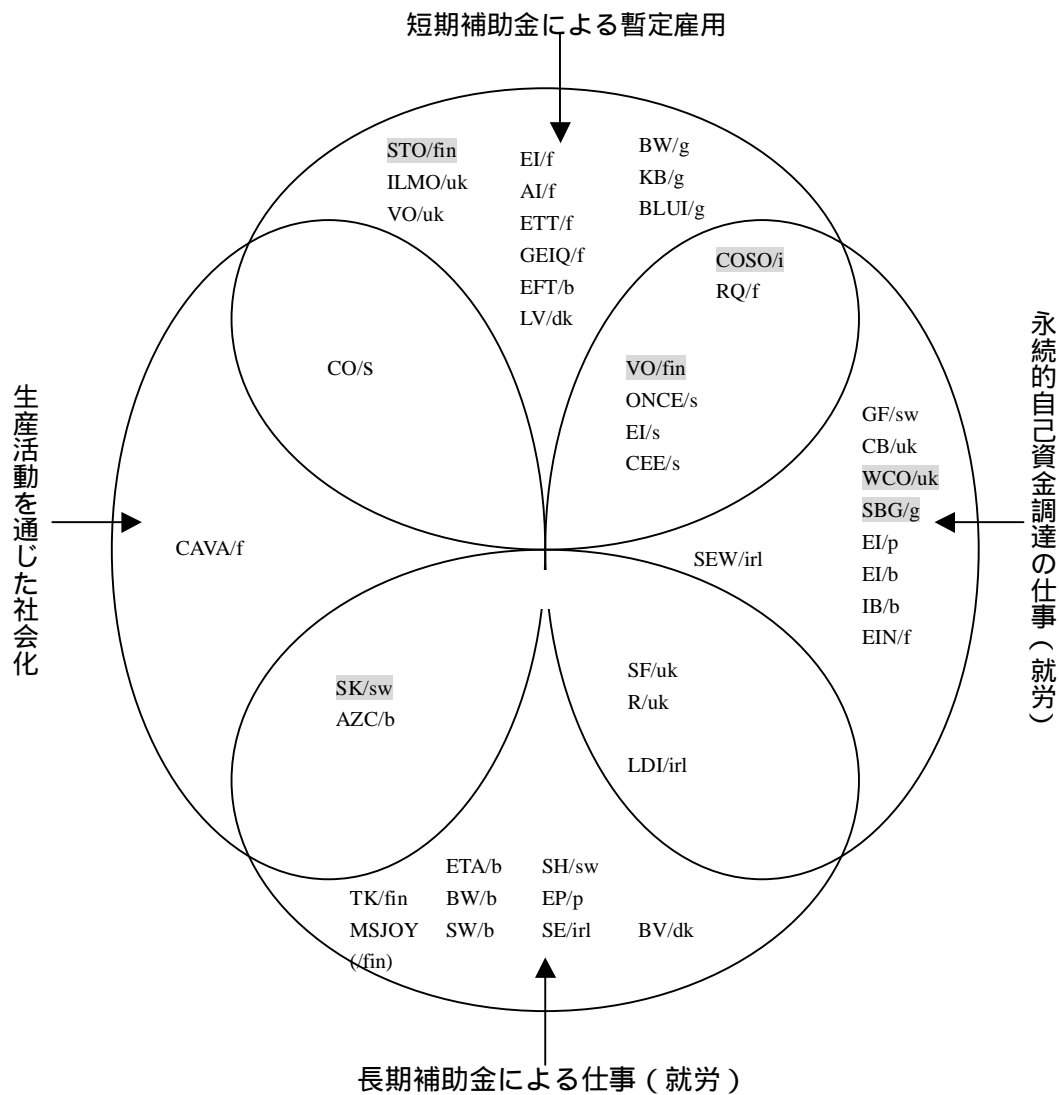 短期補助金による暫定雇用
STO/fin
ILMO/uk
VO/uk
EI/f
AI/f
ETT/f
GEIQ/f
EFT/b
LV/dk
BW/g
KB/g
BLUI/g
COSO/i
RQ/f
CO/S
VO/fin
ONCE/s
EI/s
CEE/s
GF/sw
CB/uk
WCO/uk
SBG/g
EI/p
EI/b
IB/b
EIN/f
永続的自己資金調達の仕事(就労)
生産活動を通じた社会化
CAVA/f
SEW/irl
SK/sw
AZC/b
SF/uk
R/uk
LDI/irl
TK/fin
MSJOY
(/fin)
ETA/b
BW/b
SW/b
SH/sw
EP/p
SE/irl
BV/dk
長期補助金による仕事(就労)